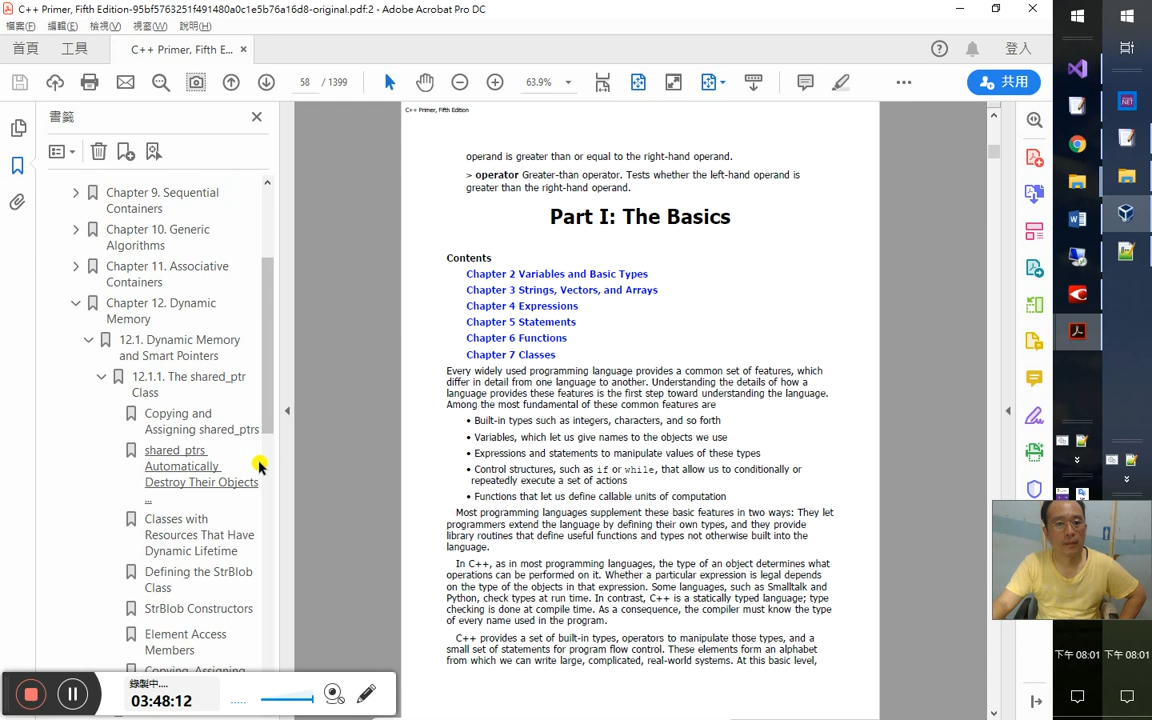 C++ Primer, Fifth Edition-95bf5763251f491480a0c1e5b76a16d8-original.pdf:2 - Adobe Acrobat Pro DC
檔案(F) 編輯(E) 檢視(V) 視窗(W) 說明(H)
首頁 工具 C++ Primer, Fifth E... × 登入
58 / 1399 63.9% 共用
書籤
C++ Primer, Fifth Edition
Chapter 9. Sequential
Containers
Chapter 10. Generic
Algorithms
Chapter 11. Associative
Containers
Chapter 12. Dynamic
Memory
12.1. Dynamic Memory
and Smart Pointers
12.1.1. The shared_ptr
Class
Copying and
Assigning shared_ptrs
shared_ptrs
Automatically
Destroy Their Objects
...
Classes with
Resources That Have
Dynamic Lifetime
Defining the StrBlob
Class
StrBlob Constructors
Element Access
Members
Copying, Assigning
operand is greater than or equal to the right-hand operand.
> operator Greater-than operator. Tests whether the left-hand operand is
greater than the right-hand operand.
Part I: The Basics
Contents
Chapter 2 Variables and Basic Types
Chapter 3 Strings, Vectors, and Arrays
Chapter 4 Expressions
Chapter 5 Statements
Chapter 6 Functions
Chapter 7 Classes
Every widely used programming language provides a common set of features, which
differ in detail from one language to another. Understanding the details of how a
language provides these features is the first step toward understanding the language.
Among the most fundamental of these common features are
• Built-in types such as integers, characters, and so forth
• Variables, which let us give names to the objects we use
• Expressions and statements to manipulate values of these types
• Control structures, such as if or while, that allow us to conditionally or
repeatedly execute a set of actions
• Functions that let us define callable units of computation
Most programming languages supplement these basic features in two ways: They let
programmers extend the language by defining their own types, and they provide
library routines that define useful functions and types not otherwise built into the
language.
In C++, as in most programming languages, the type of an object determines what
operations can be performed on it. Whether a particular expression is legal depends
on the type of the objects in that expression. Some languages, such as Smalltalk and
Python, check types at run time. In contrast, C++ is a statically typed language; type
checking is done at compile time. As a consequence, the compiler must know the type
of every name used in the program.
C++ provides a set of built-in types, operators to manipulate those types, and a
small set of statements for program flow control. These elements form an alphabet
from which we can write large, complicated, real-world systems. At this basic level,
錄製中....
03:48:12
.NET
下午 08:01 下午 08:01